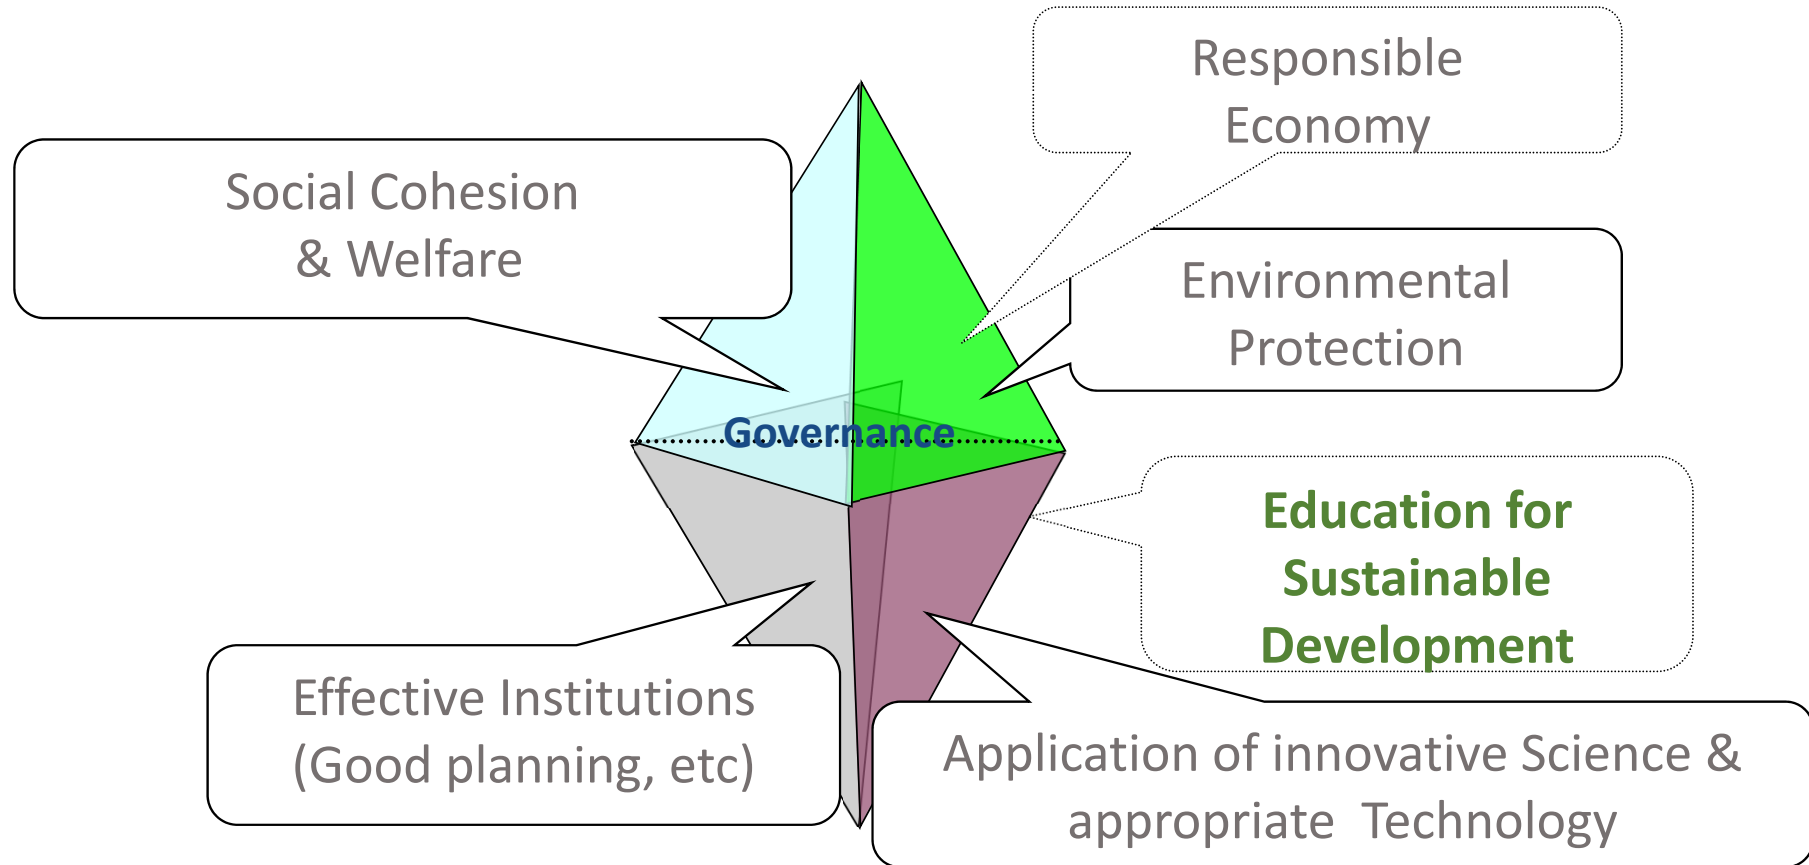 Responsible
Economy
Social Cohesion
& Welfare
Environmental
Protection
Governance
Education for
Sustainable
Development
Effective Institutions
(Good planning, etc)
Application of innovative Science &
appropriate  Technology